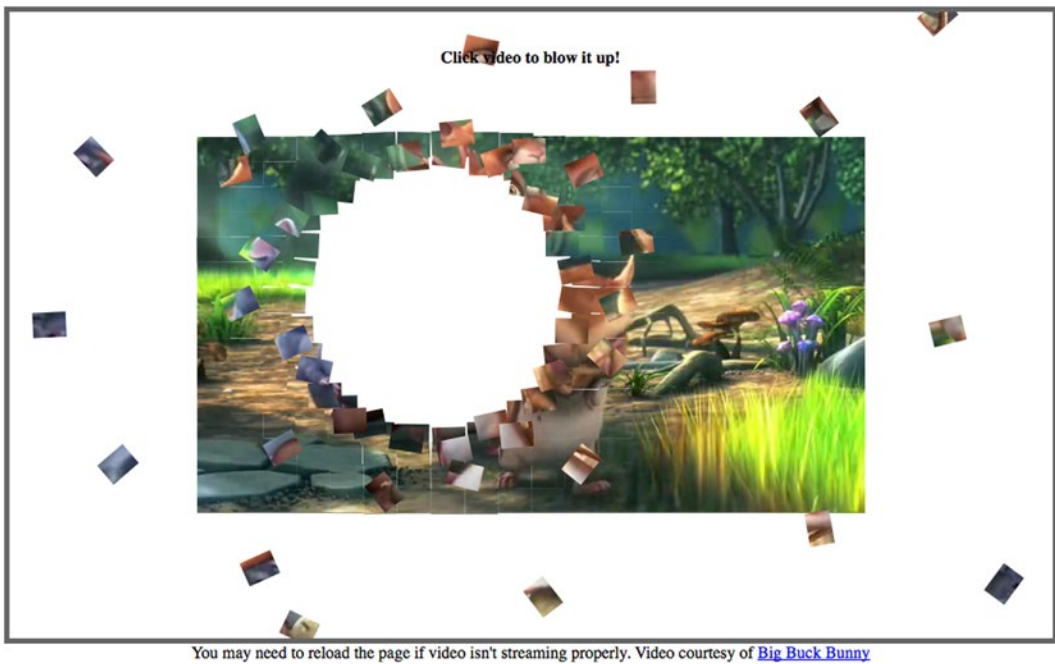 Click video to blow it up!
You may need to reload the page if video isn't streaming properly. Video courtesy of Big Buck Bunny